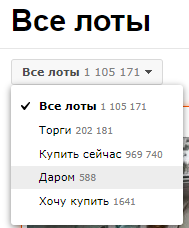 Все лоты
Все лоты 1 105 171
Все лоты 1 105 171
Торги 202 181
Купить сейчас 969 740
Даром 588
Хочу купить 1641